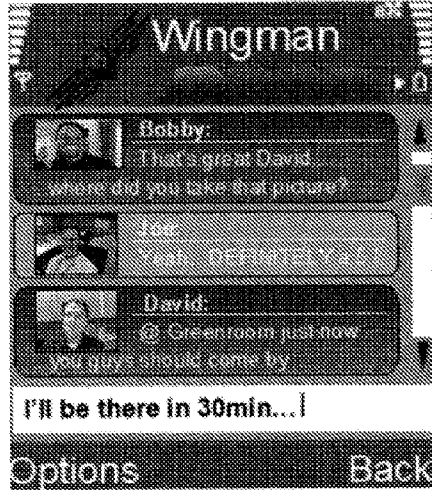 Wingman
Bobby:
That's great David...
where did you take that picture?
Joe:
Yeah... DEFINITELY a
David:
@ Greenroom just now
you guys should come by
I'll be there in 30min...
Options
Back